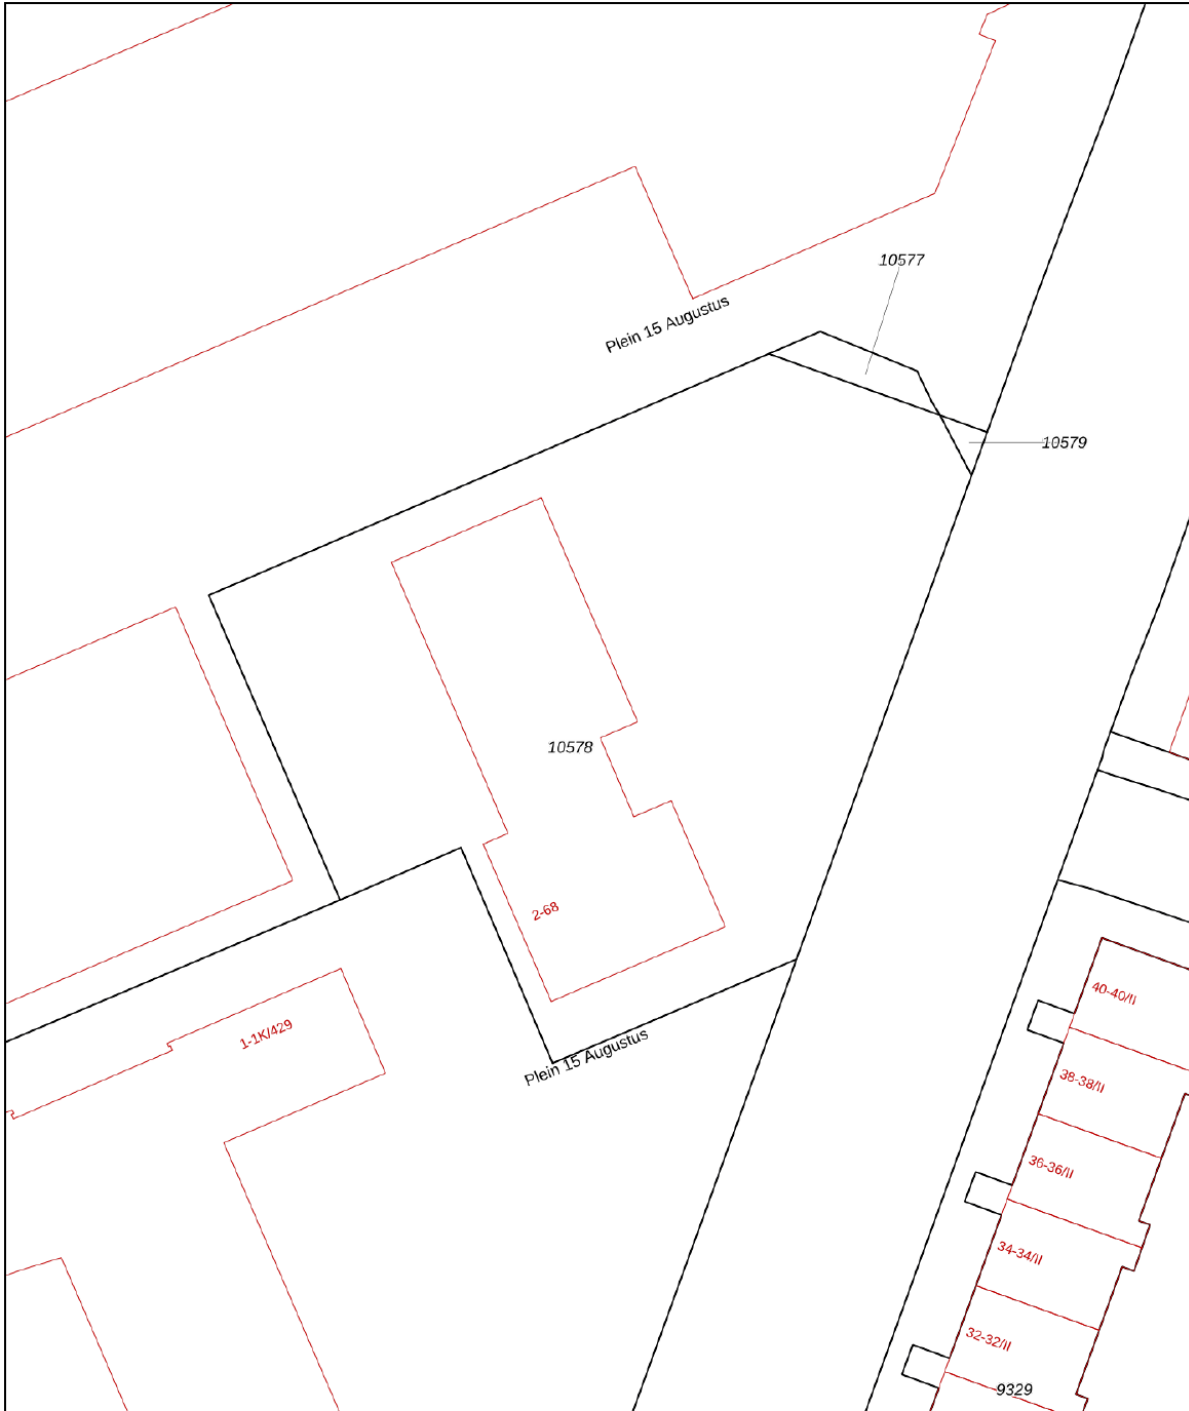 10577
Plein 15 Augustus
10579
10578
2-68
40-40/II
1-1K/429
Plein 15 Augustus
38-38/II
36-36/II
34-34/II
32-32/II
9329